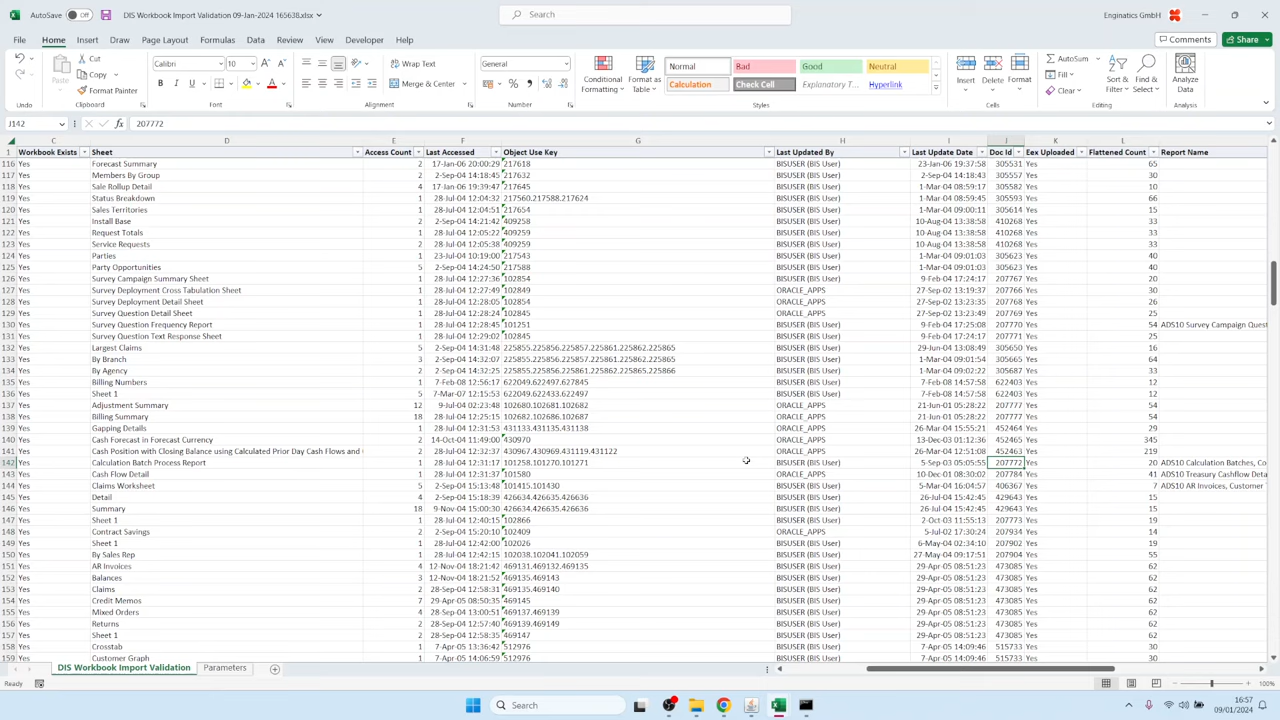 AutoSave Off DIS Workbook Import Validation 09-Jan-2024 165638.xlsx Search Enginatics GmbH
File Home Insert Draw Page Layout Formulas Data Review View Developer Help Comments Share
Paste Cut Copy Format Painter Calibri 10 Wrap Text Merge & Center General Conditional Formatting Format as Table Normal Bad Good Neutral Calculation Check Cell Explanatory T... Hyperlink Insert Delete Format AutoSum Fill Clear Sort & Filter Find & Select Analyze Data
Undo Clipboard Font Alignment Number Styles Cells Editing Analysis
J142 fx 207772
C D E F G H I J K L
1 Workbook Exists Sheet Access Count Last Accessed Object Use Key Last Updated By Last Update Date Doc Id Eex Uploaded Flattened Count Report Name
116 Yes Forecast Summary 2 17-Jan-06 20:00:29 217618 BISUSER (BIS User) 23-Jan-06 19:37:58 305531 Yes 65
117 Yes Members By Group 2 2-Sep-04 14:18:45 217632 BISUSER (BIS User) 2-Sep-04 14:18:43 305557 Yes 30
118 Yes Sale Rollup Detail 4 17-Jan-06 19:39:47 217645 BISUSER (BIS User) 1-Mar-04 08:59:17 305582 Yes 10
119 Yes Status Breakdown 1 28-Jul-04 12:04:32 217560.217588.217624 BISUSER (BIS User) 1-Mar-04 08:59:45 305593 Yes 66
120 Yes Sales Territories 1 28-Jul-04 12:04:51 217654 BISUSER (BIS User) 1-Mar-04 09:00:11 305614 Yes 15
121 Yes Install Base 2 2-Sep-04 14:21:42 409258 BISUSER (BIS User) 10-Aug-04 13:38:58 410268 Yes 33
122 Yes Request Totals 1 28-Jul-04 12:05:22 409259 BISUSER (BIS User) 10-Aug-04 13:38:58 410268 Yes 33
123 Yes Service Requests 2 28-Jul-04 12:05:38 409259 BISUSER (BIS User) 10-Aug-04 13:38:58 410268 Yes 33
124 Yes Parties 1 23-Jan-06 10:19:00 217543 BISUSER (BIS User) 1-Mar-04 09:01:03 305623 Yes 40
125 Yes Party Opportunities 5 2-Sep-04 14:24:50 217588 BISUSER (BIS User) 1-Mar-04 09:01:03 305623 Yes 40
126 Yes Survey Campaign Summary Sheet 1 28-Jul-04 12:27:36 102854 BISUSER (BIS User) 28-Jul-04 12:27:38 207767 Yes 20
127 Yes Survey Deployment Cross Tabulation Sheet 1 28-Jul-04 12:27:49 102849 ORACLE_APPS 27-Sep-02 13:19:37 207766 Yes 30
128 Yes Survey Deployment Detail Sheet 1 28-Jul-04 12:28:05 102854 ORACLE_APPS 27-Sep-02 13:23:35 207768 Yes 26
129 Yes Survey Question Detail Sheet 1 28-Jul-04 12:28:24 102845 ORACLE_APPS 27-Sep-02 13:23:54 207769 Yes 25
130 Yes Survey Question Frequency Report 1 28-Jul-04 12:28:45 101251 BISUSER (BIS User) 9-Feb-04 17:25:08 207770 Yes 54 ADS10 Survey Campaign Quest
131 Yes Survey Question Text Response Sheet 1 28-Jul-04 12:29:02 102845 BISUSER (BIS User) 28-Jul-04 12:29:04 207771 Yes 25
132 Yes Largest Claims 5 2-Sep-04 14:31:48 225855.225856.225857.225861.225862.225865 BISUSER (BIS User) 29-Jun-04 13:08:49 305650 Yes 16
133 Yes By Branch 3 2-Sep-04 14:32:07 225855.225856.225857.225861.225862.225865 BISUSER (BIS User) 1-Mar-04 09:01:54 305665 Yes 64
134 Yes By Agency 2 2-Sep-04 14:32:25 225855.225856.225857.225861.225862.225865.225866 BISUSER (BIS User) 1-Mar-04 09:02:18 305687 Yes 33
135 Yes Billing Numbers 2 7-Feb-08 12:56:17 622049.622497.627845 BISUSER (BIS User) 7-Feb-08 14:57:58 622403 Yes 12
136 Yes Sheet 1 5 7-Mar-07 12:15:53 622049.622433.622497 BISUSER (BIS User) 7-Feb-08 14:57:58 622403 Yes 12
137 Yes Adjustment Summary 12 9-Jul-04 02:23:48 102680.102681.102682 ORACLE_APPS 21-Jun-01 05:28:22 207777 Yes 54
138 Yes Billing Summary 18 28-Jul-04 12:25:15 102682.102686.102687 ORACLE_APPS 21-Jun-01 05:28:22 207777 Yes 54
139 Yes Gapping Details 1 28-Jul-04 12:30:45 431133.431135.431138 ORACLE_APPS 26-Mar-04 15:55:21 452464 Yes 29
140 Yes Cash Forecast in Forecast Currency 2 14-Oct-04 11:49:00 430970 ORACLE_APPS 13-Dec-03 01:12:36 452465 Yes 345
141 Yes Cash Position with Closing Balance using Calculated Prior Day Cash Flows and 1 28-Jul-04 12:32:37 430967.430969.431119.431122 ORACLE_APPS 26-Mar-04 12:51:08 452463 Yes 219
142 Yes Calculation Batch Process Report 1 28-Jul-04 12:31:17 101258.101270.101271 BISUSER (BIS User) 5-Sep-03 05:05:55 207772 Yes 20 ADS10 Calculation Batches, Co
143 Yes Cash Flow Detail 1 28-Jul-04 12:31:37 101580 ORACLE_APPS 10-Dec-01 08:30:02 207784 Yes 41 ADS10 Treasury Cashflow Deta
144 Yes Claims Worksheet 5 2-Sep-04 15:13:48 101415.101430 BISUSER (BIS User) 5-Mar-04 16:04:57 406367 Yes 7 ADS10 AR Invoices, Customer
145 Yes Detail 4 2-Sep-04 15:18:39 426634.426635.426636 BISUSER (BIS User) 26-Jul-04 15:42:45 429643 Yes 15
146 Yes Summary 18 9-Nov-04 15:00:30 426634.426635.426636 BISUSER (BIS User) 26-Jul-04 15:42:45 429643 Yes 15
147 Yes Sheet 1 1 28-Jul-04 12:40:15 102866 BISUSER (BIS User) 2-Oct-03 11:05:18 207773 Yes 19
148 Yes Contract Savings 2 2-Sep-04 15:20:10 102409 ORACLE_APPS 5-Jul-02 17:30:24 207934 Yes 14
149 Yes Sheet 1 1 28-Jul-04 12:42:00 102026 BISUSER (BIS User) 6-May-04 02:34:10 207902 Yes 19
150 Yes By Sales Rep 1 28-Jul-04 12:42:15 102038.102041.102059 BISUSER (BIS User) 27-May-04 09:17:51 207904 Yes 55
151 Yes AR Invoices 4 12-Nov-04 18:21:42 469131.469132.469135 BISUSER (BIS User) 29-Apr-05 08:51:23 473085 Yes 62
152 Yes Balances 3 12-Nov-04 18:21:52 469135.469143 BISUSER (BIS User) 29-Apr-05 08:51:23 473085 Yes 62
153 Yes Claims 2 28-Sep-04 12:58:31 469135.469140 BISUSER (BIS User) 29-Apr-05 08:51:23 473085 Yes 62
154 Yes Credit Memos 7 29-Apr-05 08:50:35 469145 BISUSER (BIS User) 29-Apr-05 08:51:23 473085 Yes 62
155 Yes Mixed Orders 4 28-Sep-04 13:00:51 469137.469139 BISUSER (BIS User) 29-Apr-05 08:51:23 473085 Yes 62
156 Yes Returns 2 28-Sep-04 12:57:40 469139.469149 BISUSER (BIS User) 29-Apr-05 08:51:23 473085 Yes 62
157 Yes Sheet 1 1 28-Sep-04 12:58:35 469147 BISUSER (BIS User) 29-Apr-05 08:51:23 473085 Yes 62
158 Yes Crosstab 1 7-Apr-05 13:36:42 512976 BISUSER (BIS User) 7-Apr-05 14:09:46 515733 Yes 30
159 Yes Customer Graph 1 7-Apr-05 14:06:59 512976 BISUSER (BIS User) 7-Apr-05 14:09:46 515733 Yes 30
DIS Workbook Import Validation Parameters
Ready 100%
Search 16:57
09/01/2024